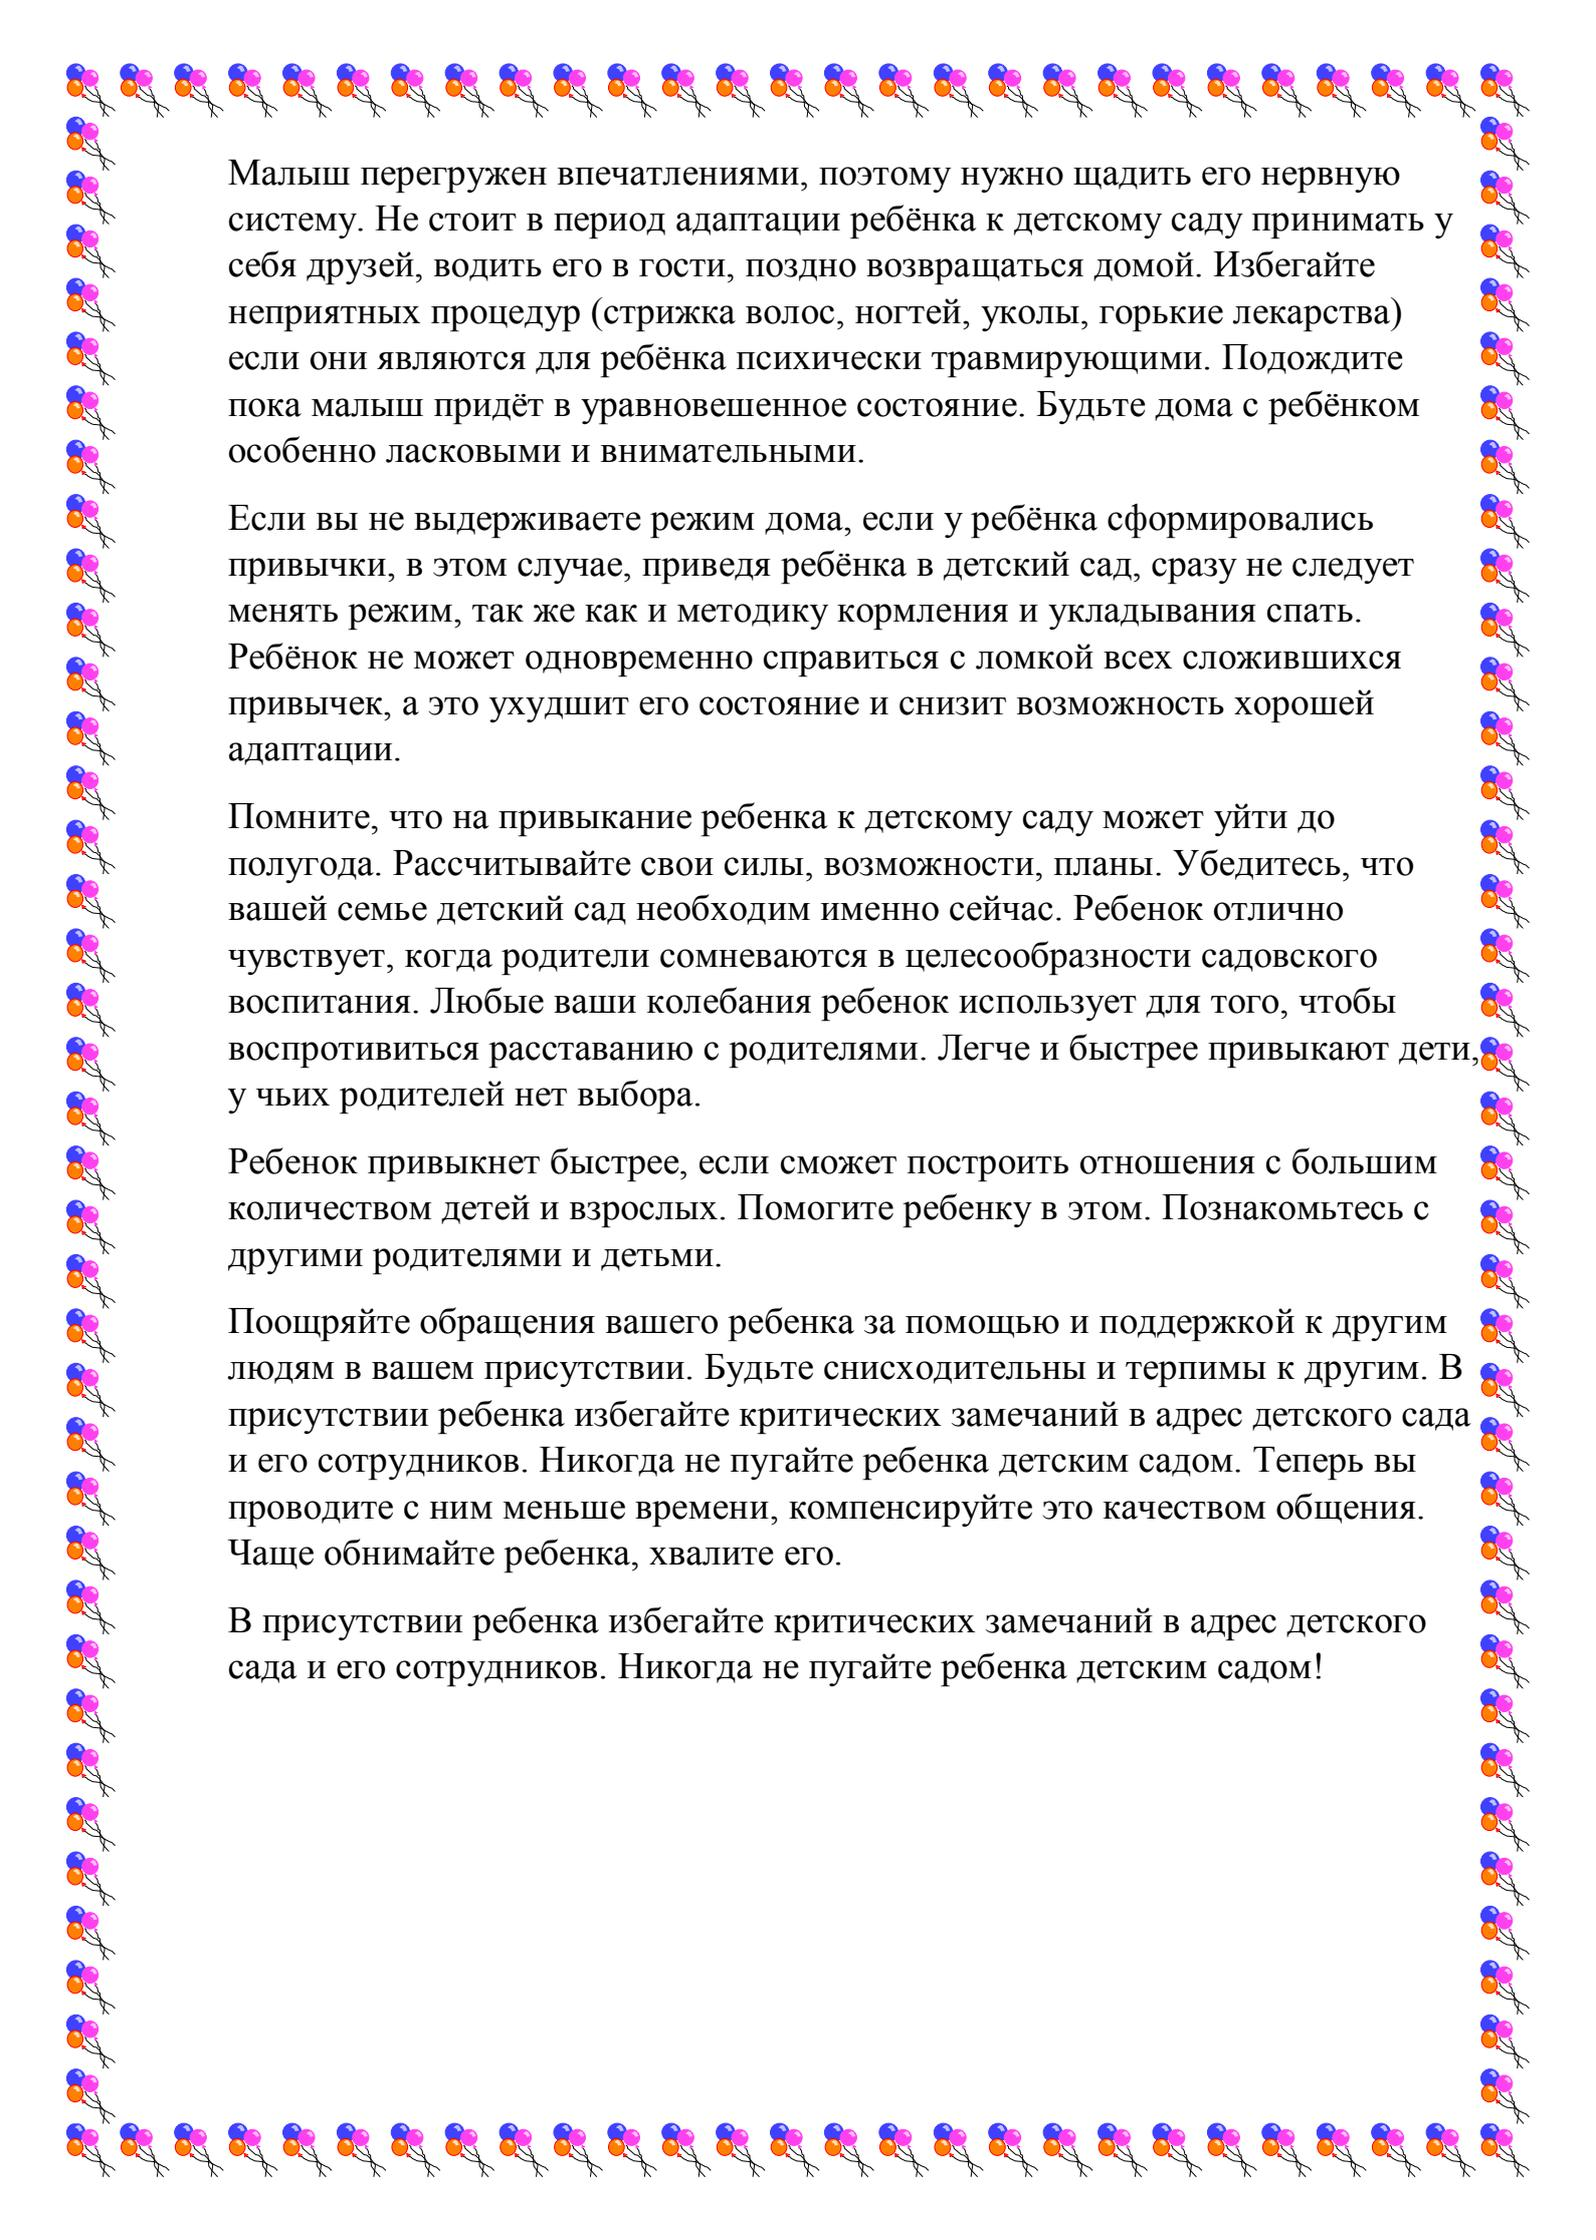 Малыш перегружен впечатлениями, поэтому нужно щадить его нервную
систему. Не стоит в период адаптации ребёнка к детскому саду принимать у
себя друзей, водить его в гости, поздно возвращаться домой. Избегайте
неприятных процедур (стрижка волос, ногтей, уколы, горькие лекарства)
если они являются для ребёнка психически травмирующими. Подождите
пока малыш придёт в уравновешенное состояние. Будьте дома с ребёнком
особенно ласковыми и внимательными.
Если вы не выдерживаете режим дома, если у ребёнка сформировались
привычки, в этом случае, приведя ребёнка в детский сад, сразу не следует
менять режим, так же как и методику кормления и укладывания спать.
Ребёнок не может одновременно справиться с ломкой всех сложившихся
привычек, а это ухудшит его состояние и снизит возможность хорошей
адаптации.
Помните, что на привыкание ребенка к детскому саду может уйти до
полугода. Рассчитывайте свои силы, возможности, планы. Убедитесь, что
вашей семье детский сад необходим именно сейчас. Ребенок отлично
чувствует, когда родители сомневаются в целесообразности садовского
воспитания. Любые ваши колебания ребенок использует для того, чтобы
воспротивиться расставанию с родителями. Легче и быстрее привыкают дети,
у чьих родителей нет выбора.
Ребенок привыкнет быстрее, если сможет построить отношения с большим
количеством детей и взрослых. Помогите ребенку в этом. Познакомьтесь с
другими родителями и детьми.
Поощряйте обращения вашего ребенка за помощью и поддержкой к другим
людям в вашем присутствии. Будьте снисходительны и терпимы к другим. В
присутствии ребенка избегайте критических замечаний в адрес детского сада
и его сотрудников. Никогда не пугайте ребенка детским садом. Теперь вы
проводите с ним меньше времени, компенсируйте это качеством общения.
Чаще обнимайте ребенка, хвалите его.
В присутствии ребенка избегайте критических замечаний в адрес детского
сада и его сотрудников. Никогда не пугайте ребенка детским садом!